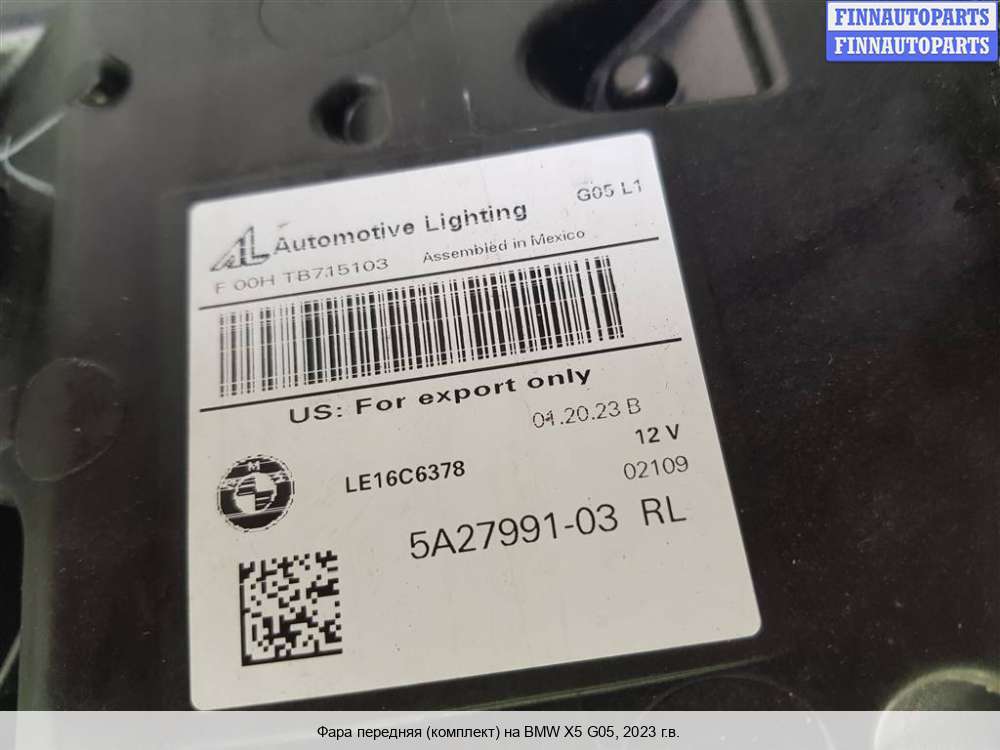 FINNAUTOPARTS
FINNAUTOPARTS
G05 L1
AL Automotive Lighting
F 00H TB715103 Assembled in Mexico
US: For export only
04.20.23 B
12 V
LE16C6378
02109
5A27991-03 RL
Фара передняя (комплект) на BMW X5 G05, 2023 г.в.